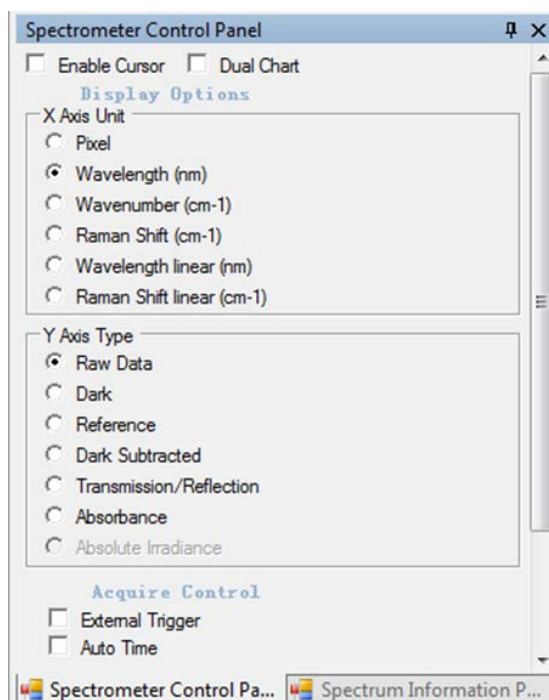 Spectrometer Control Panel
Enable Cursor Dual Chart
Display Options
X Axis Unit
Pixel
Wavelength (nm)
Wavenumber (cm-1)
Raman Shift (cm-1)
Wavelength linear (nm)
Raman Shift linear (cm-1)
Y Axis Type
Raw Data
Dark
Reference
Dark Subtracted
Transmission/Reflection
Absorbance
Absolute Irradiance
Acquire Control
External Trigger
Auto Time
Spectrometer Control Pa... Spectrum Information P...